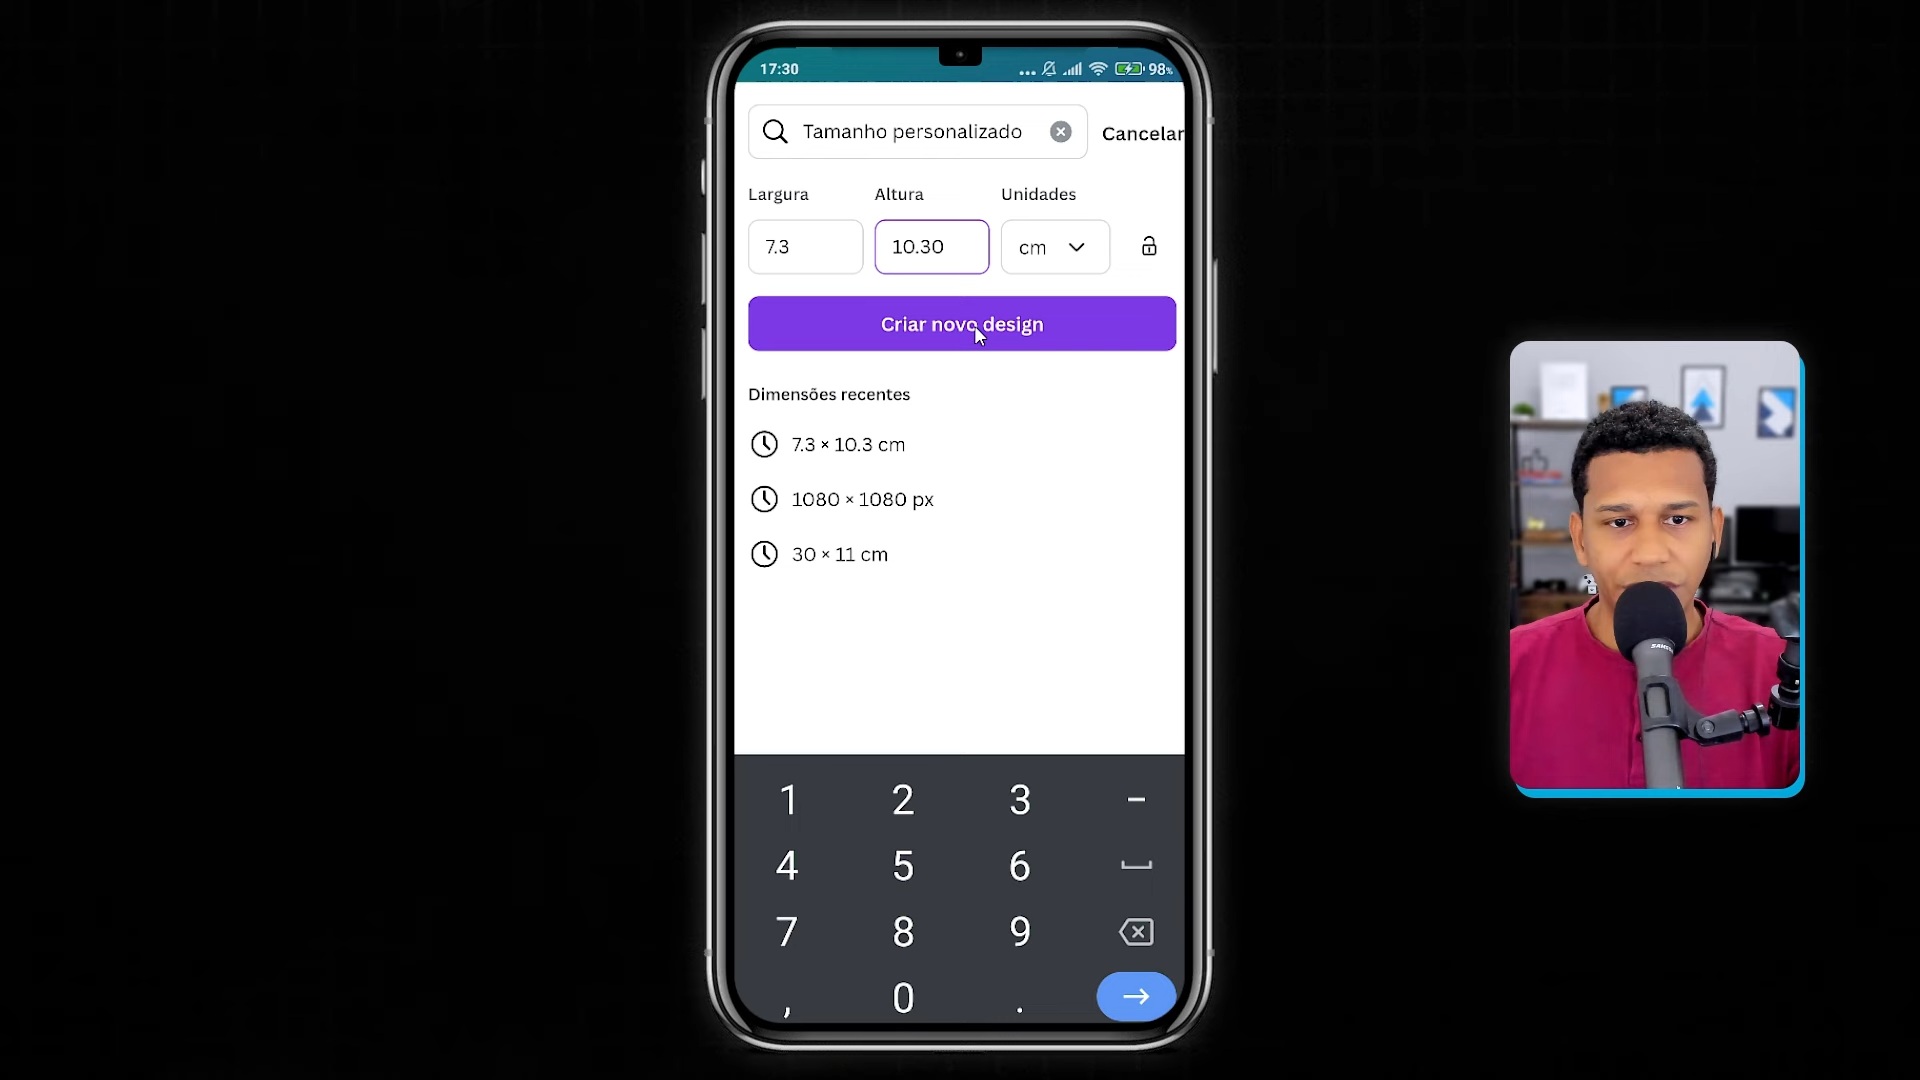 17:30
98%
Tamanho personalizado
Cancelar
Largura
Altura
Unidades
7.3
10.30
cm
Criar novo design
Dimensões recentes
7.3 × 10.3 cm
1080 × 1080 px
30 × 11 cm
1 2 3 -
4 5 6
7 8 9
, 0 .